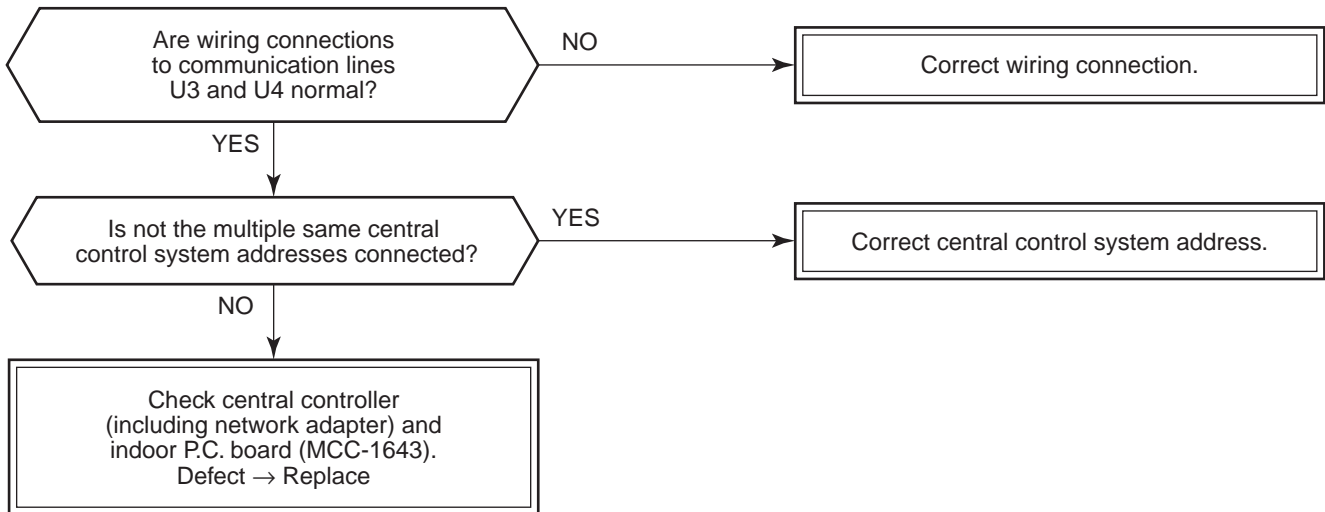 Are wiring connections
to communication lines
U3 and U4 normal?
NO
Correct wiring connection.
YES
Is not the multiple same central
control system addresses connected?
YES
Correct central control system address.
NO
Check central controller
(including network adapter) and
indoor P.C. board (MCC-1643).
Defect → Replace